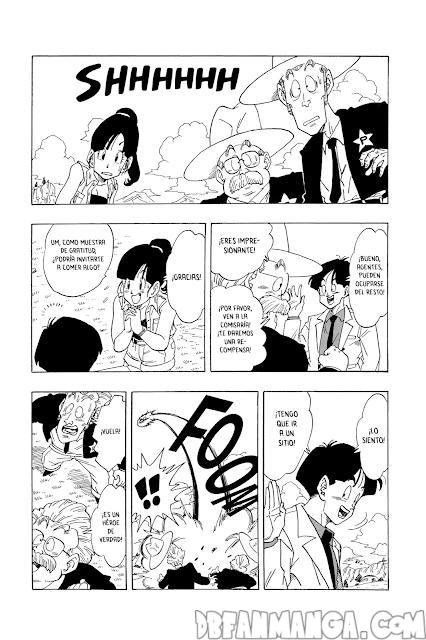 SHHHHHH
UM, COMO MUESTRA
DE GRATITUD,
¿PODRÍA INVITARTE
A COMER ALGO?
¡GRACIAS!
¡ERES IMPRE-
SIONANTE!
¡POR FAVOR,
VEN A LA
COMISARÍA!
¡TE DAREMOS
UNA RE-
COMPENSA!
¡BUENO,
AGENTES,
PUEDEN
OCUPARSE
DEL RESTO!
¡VUELA!
¡ES UN
HÉROE
DE
VERDAD!
FOOM
!!
¡TENGO
QUE IR
A UN
SITIO!
¡LO
SIENTO!
DBFANMANGA.COM